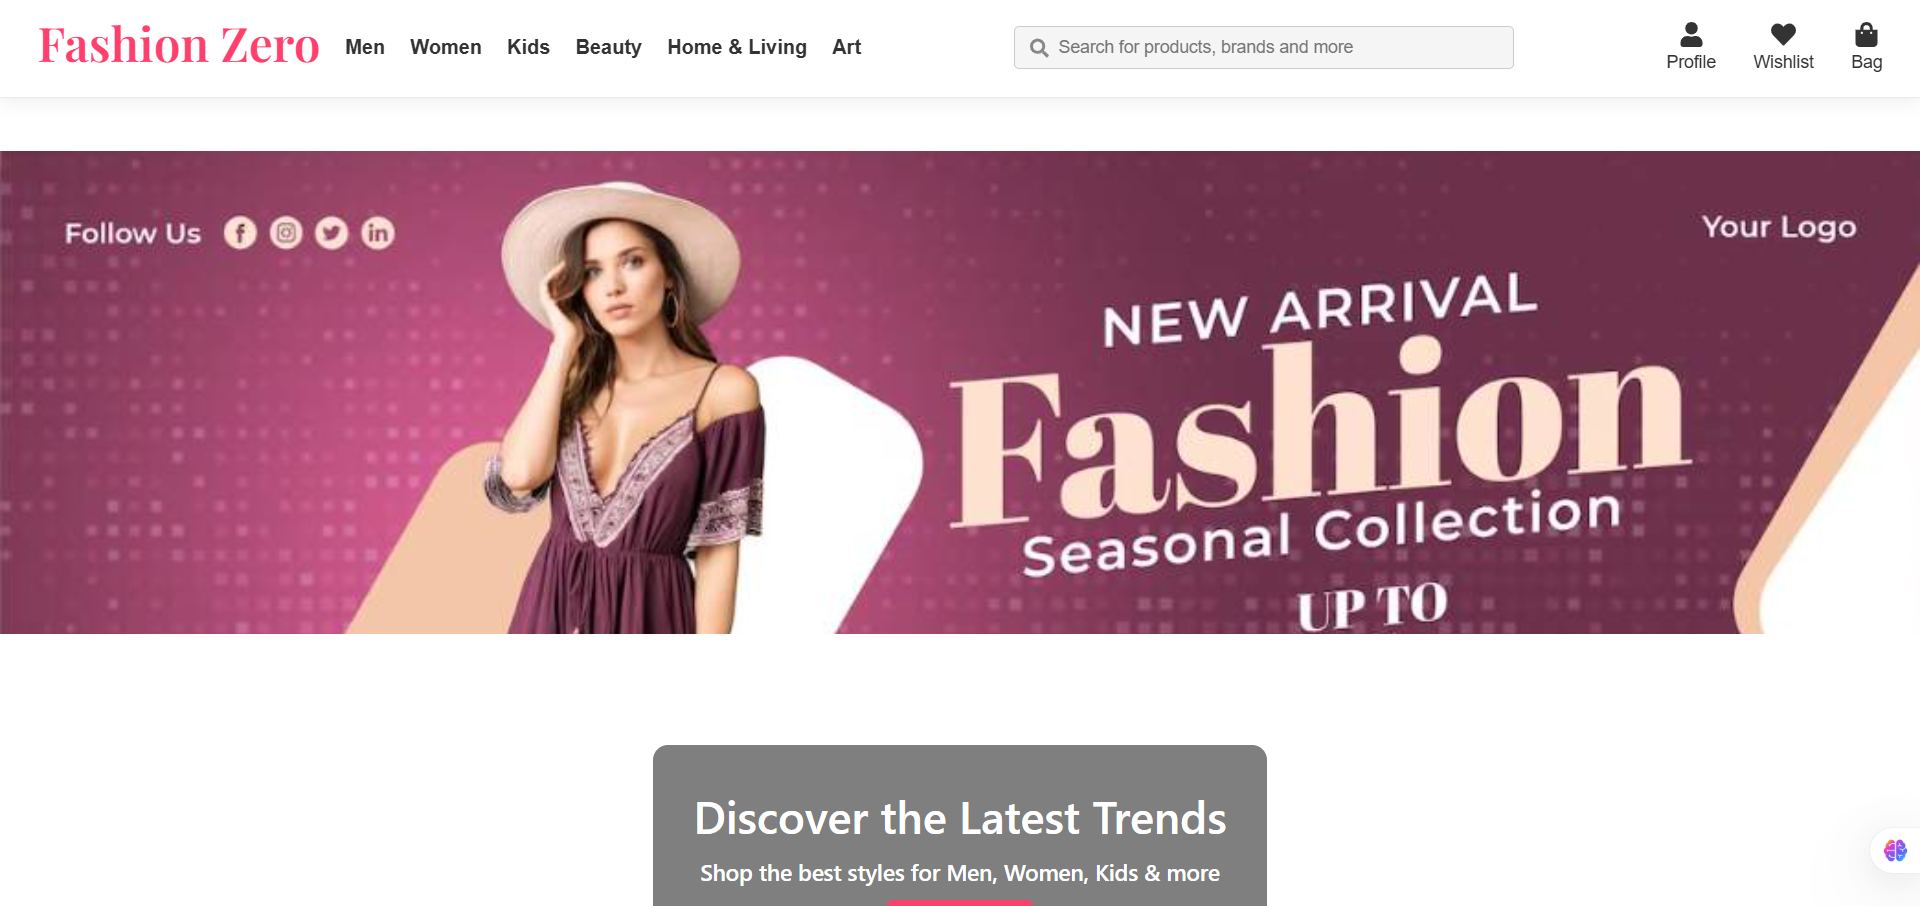 Fashion Zero Men Women Kids Beauty Home & Living Art Search for products, brands and more
Profile Wishlist Bag
Follow Us
Your Logo
NEW ARRIVAL
Fashion
Seasonal Collection
UP TO
Discover the Latest Trends
Shop the best styles for Men, Women, Kids & more